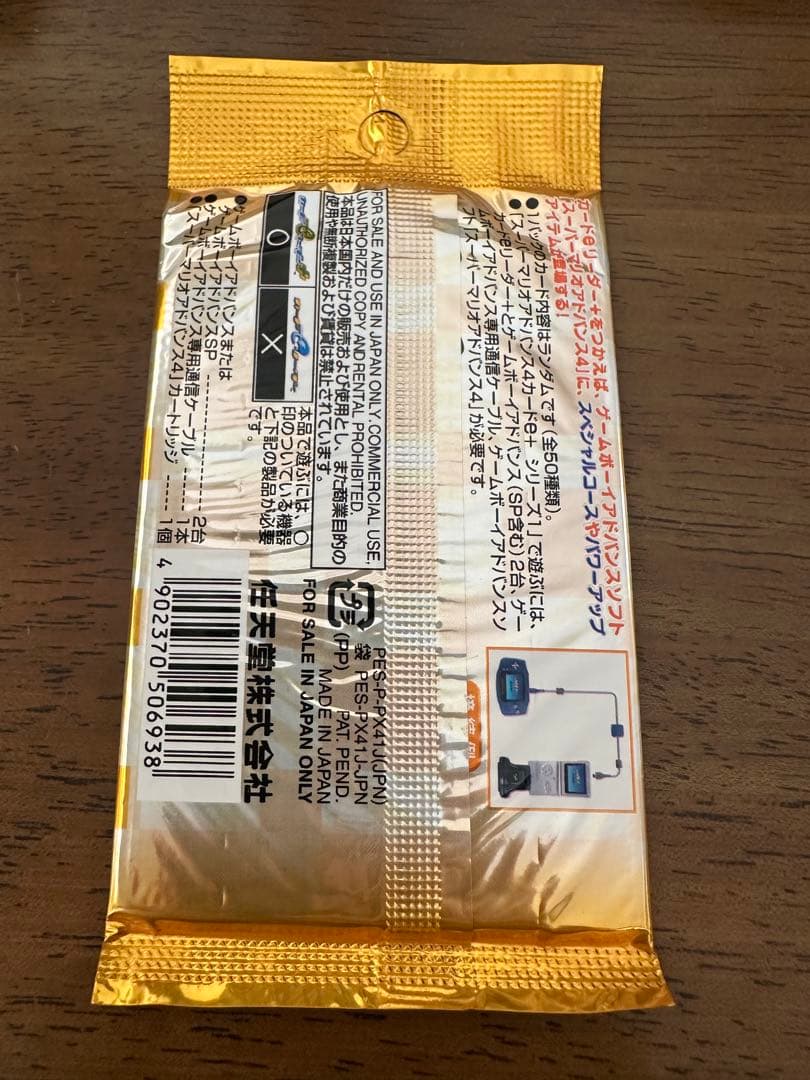 カードeリーダー+をつかえば、ゲームボーイアドバンスソフト
「スーパーマリオアドバンス4」に、スペシャルコースやパワーアップ
アイテムが登場する!
●1パックのカード内容はランダムです(全50種類)。
●「スーパーマリオアドバンス4カードe+ シリーズ1」で遊ぶには、
カードeリーダー+とゲームボーイアドバンス(SP含む)2台、ゲー
ムボーイアドバンス専用通信ケーブル、ゲームボーイアドバンスソ
フト「スーパーマリオアドバンス4」が必要です。
接続例
FOR SALE AND USE IN JAPAN ONLY. COMMERCIAL USE,
UNAUTHORIZED COPY AND RENTAL PROHIBITED.
本品は日本国内だけの販売および使用とし、また商業目的の
使用や無断複製および賃貸は禁止されています。
○
×
本品で遊ぶには、○
印のついている機器
と下記の製品が必要
です。
●ゲームボーイアドバンスまたは
ゲームボーイアドバンスSP ---------- 2台
●ゲームボーイアドバンス専用通信ケーブル ---- 1本
●「スーパーマリオアドバンス4」カートリッジ ----- 1個
PES-P-PX41J(JPN)
袋 PES-PX41J-JPN
プラ
(PP) PAT. PEND.
MADE IN JAPAN
FOR SALE IN JAPAN ONLY
任天堂株式会社
4 902370 506938